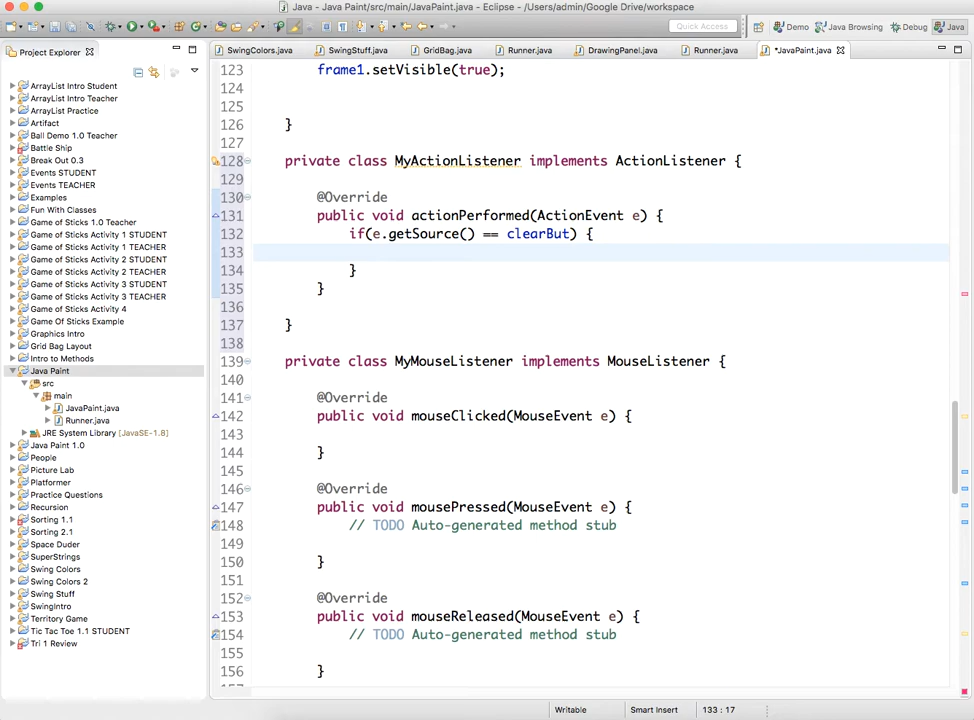 Java - Java Paint/src/main/JavaPaint.java - Eclipse - /Users/admin/Google Drive/workspace
Quick Access
Demo
Java Browsing
Debug
Java
Project Explorer
SwingColors.java
SwingStuff.java
GridBag.java
Runner.java
DrawingPanel.java
Runner.java
*JavaPaint.java
ArrayList Intro Student
ArrayList Intro Teacher
ArrayList Practice
Artifact
Ball Demo 1.0 Teacher
Battle Ship
Break Out 0.3
Events STUDENT
Events TEACHER
Examples
Fun With Classes
Game of Sticks 1.0 Teacher
Game of Sticks Activity 1 STUDENT
Game of Sticks Activity 1 TEACHER
Game of Sticks Activity 2 STUDENT
Game of Sticks Activity 2 TEACHER
Game of Sticks Activity 3 STUDENT
Game of Sticks Activity 3 TEACHER
Game of Sticks Activity 4
Game Of Sticks Example
Graphics Intro
Grid Bag Layout
Intro to Methods
Java Paint
src
main
JavaPaint.java
Runner.java
JRE System Library [JavaSE-1.8]
Java Paint 1.0
People
Picture Lab
Platformer
Practice Questions
Recursion
Sorting 1.1
Sorting 2.1
Space Duder
SuperStrings
Swing Colors
Swing Colors 2
Swing Stuff
SwingIntro
Territory Game
Tic Tac Toe 1.1 STUDENT
Tri 1 Review
123 frame1.setVisible(true);
124
125
126 }
127
128 private class MyActionListener implements ActionListener {
129
130 @Override
131 public void actionPerformed(ActionEvent e) {
132 if(e.getSource() == clearBut) {
133
134 }
135 }
136
137 }
138
139 private class MyMouseListener implements MouseListener {
140
141 @Override
142 public void mouseClicked(MouseEvent e) {
143
144 }
145
146 @Override
147 public void mousePressed(MouseEvent e) {
148 // TODO Auto-generated method stub
149
150 }
151
152 @Override
153 public void mouseReleased(MouseEvent e) {
154 // TODO Auto-generated method stub
155
156 }
Writable
Smart Insert
133 : 17